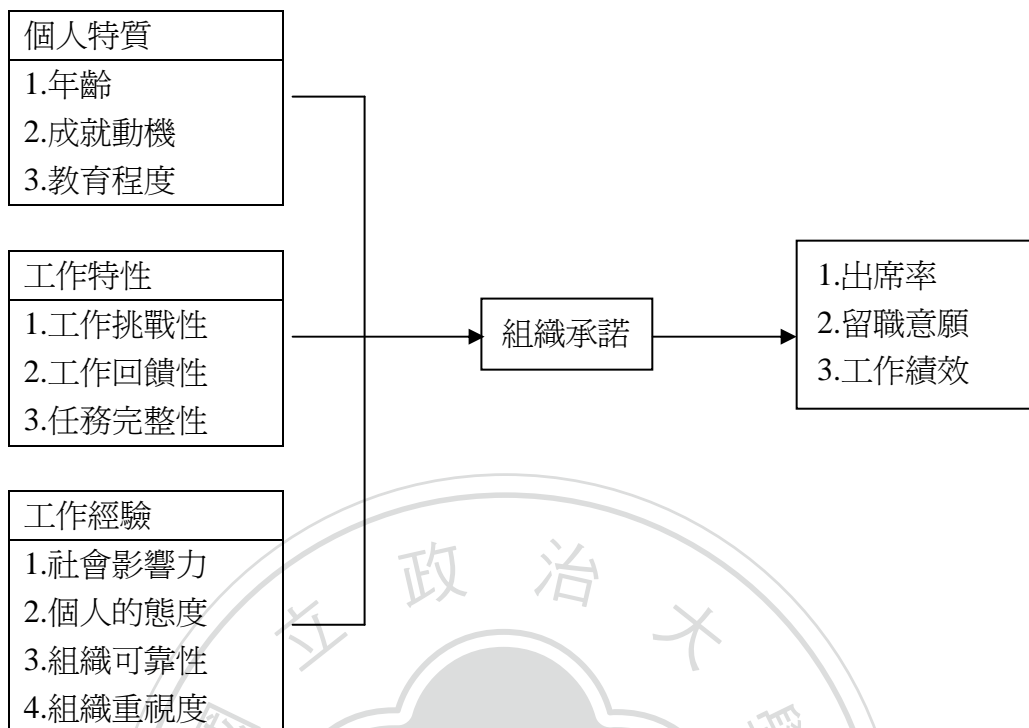 個人特質
1.年齡
2.成就動機
3.教育程度
工作特性
1.工作挑戰性
2.工作回饋性
3.任務完整性
工作經驗
1.社會影響力
2.個人的態度
3.組織可靠性
4.組織重視度
組織承諾
1.出席率
2.留職意願
3.工作績效
立政治大學